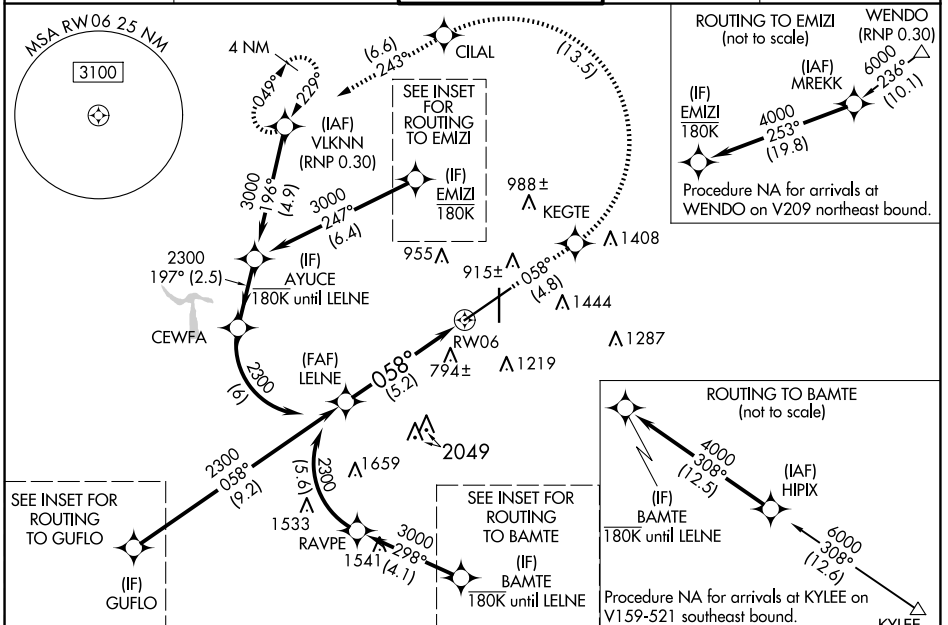 MSA RW06 25 NM
3100
4 NM
049°
229°
(6.6)
243°
CILAL
(13.5)
(IAF)
VLKNN
(RNP 0.30)
SEE INSET
FOR
ROUTING
TO EMIZI
(IF)
EMIZI
180K
3000
196°
(4.9)
3000
247°
(6.4)
988±
KEGTE
1408
955
915±
058°
(4.8)
1444
1287
2300
197° (2.5)
(IF)
AYUCE
180K until LELNE
CEWFA
RW06
794±
1219
(FAF)
LELNE
058°
(5.2)
2300
(6)
2049
2300
058°
(9.2)
2300
(5.6)
1659
1533
RAVPE
1541
3000
298°
(4.1)
SEE INSET FOR
ROUTING
TO GUFLO
(IF)
GUFLO
SEE INSET FOR
ROUTING
TO BAMTE
(IF)
BAMTE
180K until LELNE
ROUTING TO EMIZI
(not to scale)
WENDO
(RNP 0.30)
6000
236°
(10.1)
(IAF)
MREKK
(IF)
EMIZI
180K
4000
253°
(19.8)
Procedure NA for arrivals at
WENDO on V209 northeast bound.
ROUTING TO BAMTE
(not to scale)
4000
308°
(12.5)
(IAF)
HIPIX
(IF)
BAMTE
180K until LELNE
6000
308°
(12.6)
Procedure NA for arrivals at KYLEE on
V159-521 southeast bound.
KYLEE